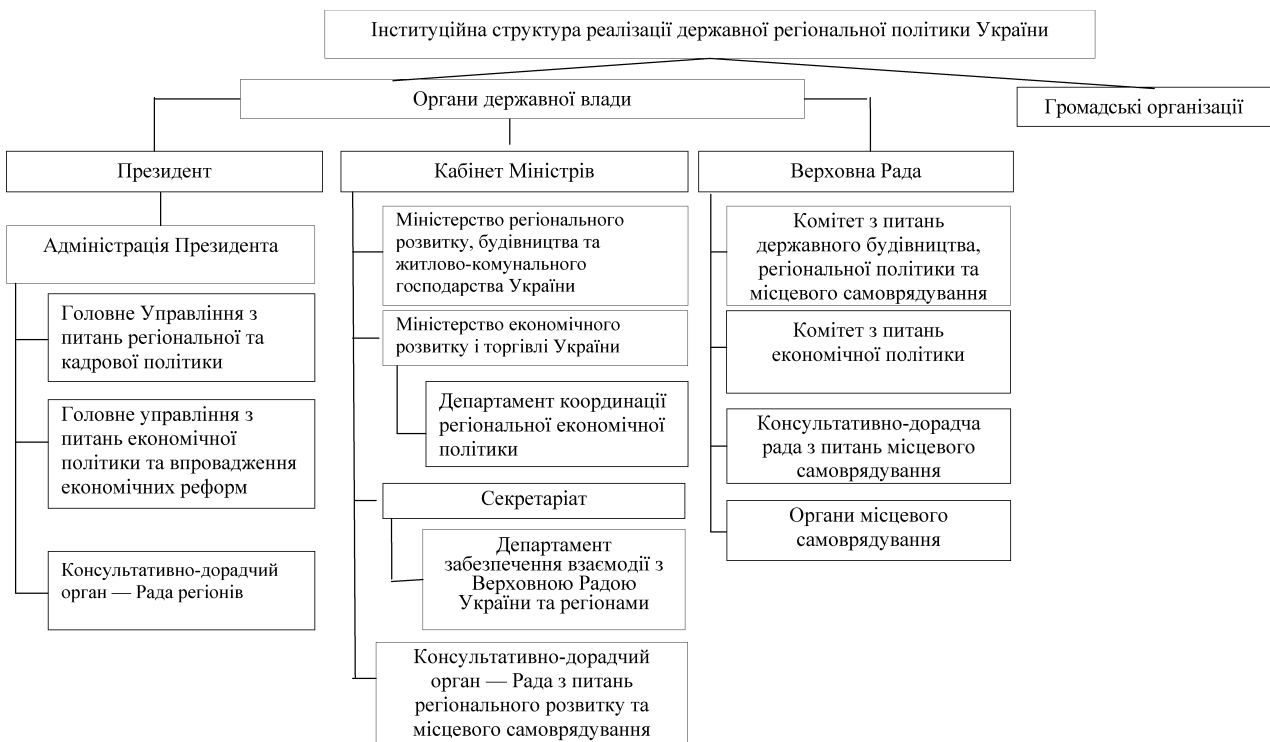 Інституційна структура реалізації державної регіональної політики України
Органи державної влади
Громадські організації
Президент
Адміністрація Президента
Головне Управління з
питань регіональної та
кадрової політики
Головне управління з
питань економічної
політики та впровадження
економічних реформ
Консультативно-дорадчий
орган — Рада регіонів
Кабінет Міністрів
Міністерство регіонального
розвитку, будівництва та
житлово-комунального
господарства України
Міністерство економічного
розвитку і торгівлі України
Департамент координації
регіональної економічної
політики
Секретаріат
Департамент
забезпечення взаємодії з
Верховною Радою
України та регіонами
Консультативно-дорадчий
орган — Рада з питань
регіонального розвитку та
місцевого самоврядування
Верховна Рада
Комітет з питань
державного будівництва,
регіональної політики та
місцевого самоврядування
Комітет з питань
економічної політики
Консультативно-дорадча
рада з питань місцевого
самоврядування
Органи місцевого
самоврядування